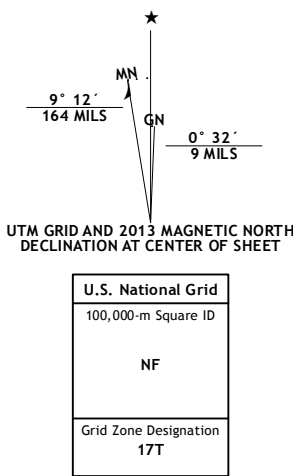 ★
MN
GN
9° 12´
164 MILS
0° 32´
9 MILS
UTM GRID AND 2013 MAGNETIC NORTH
DECLINATION AT CENTER OF SHEET
U.S. National Grid
100,000-m Square ID
NF
Grid Zone Designation
17T